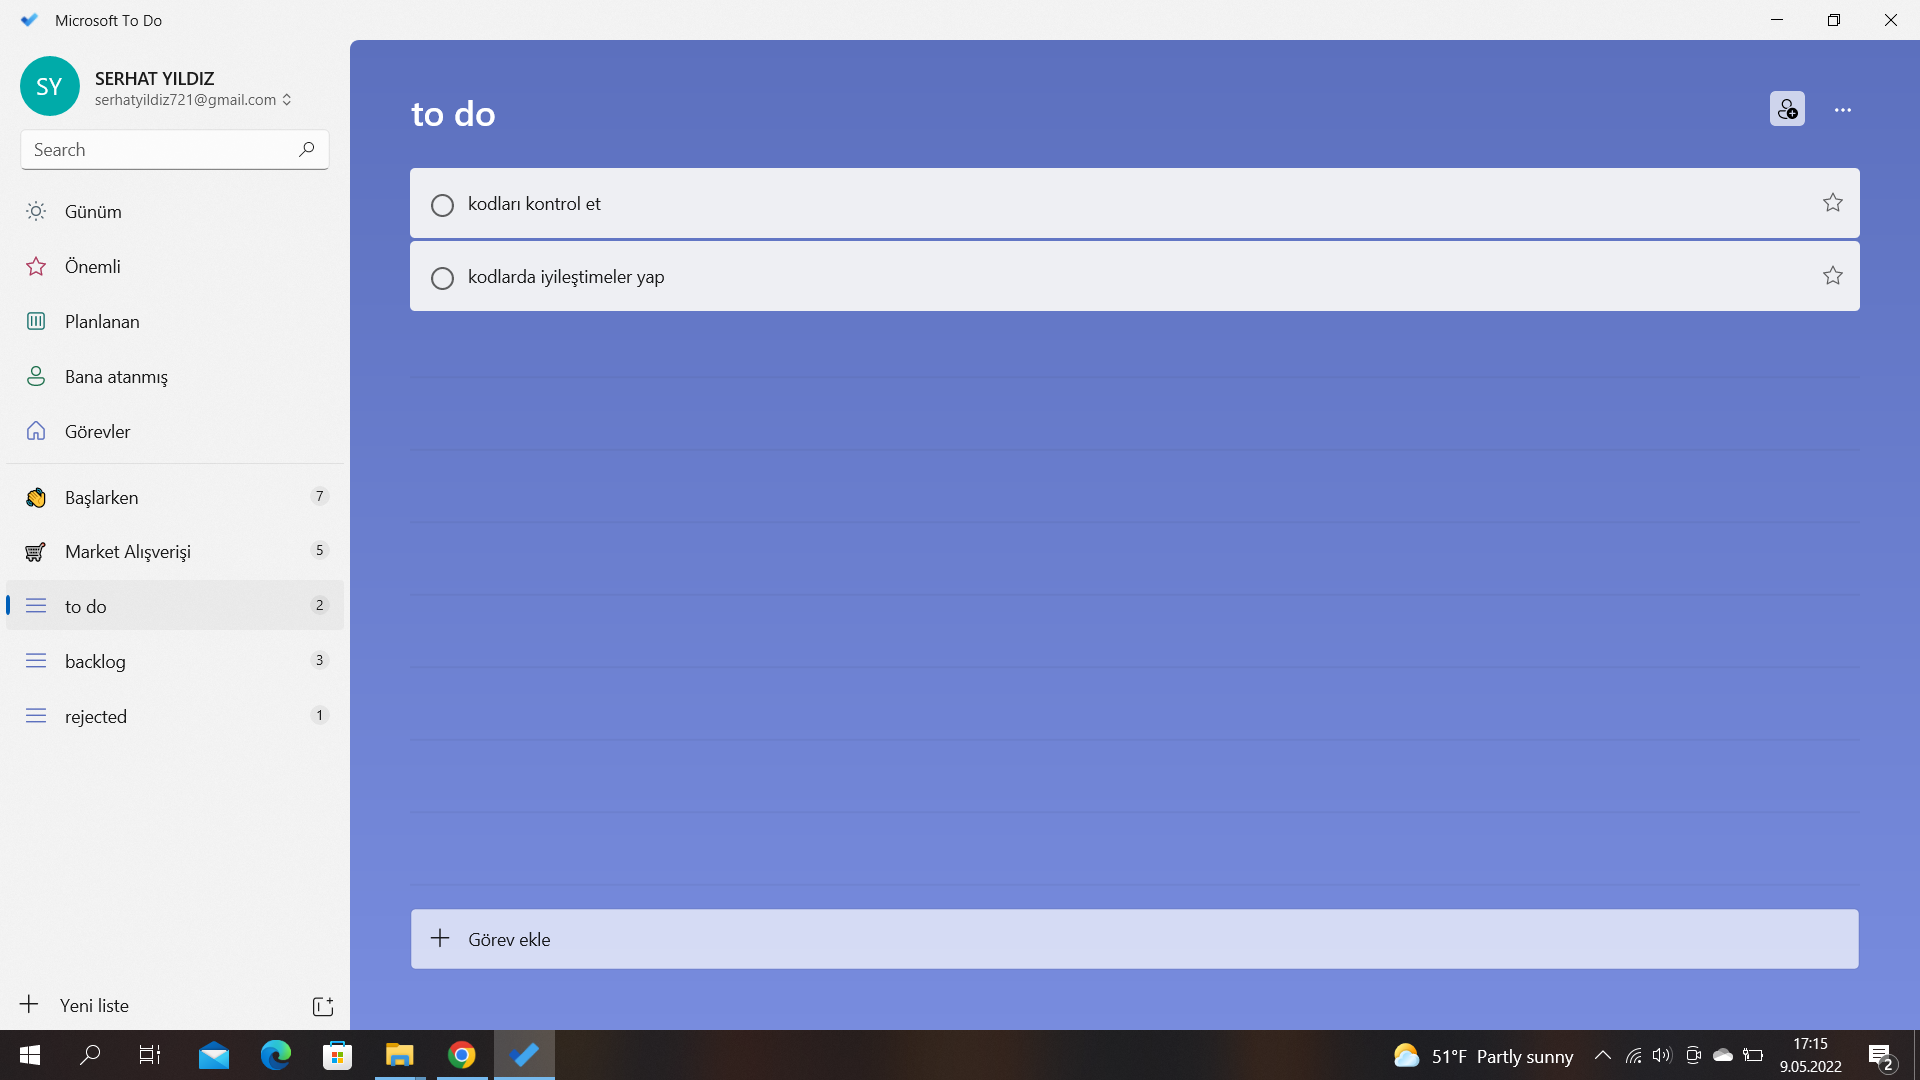 Microsoft To Do
SY
SERHAT YILDIZ
serhatyildiz721@gmail.com
Search
Günüm
Önemli
Planlanan
Bana atanmış
Görevler
Başlarken 7
Market Alışverişi 5
to do 2
backlog 3
rejected 1
Yeni liste
to do
kodları kontrol et
kodlarda iyileştimeler yap
Görev ekle
51°F Partly sunny
17:15
9.05.2022
2